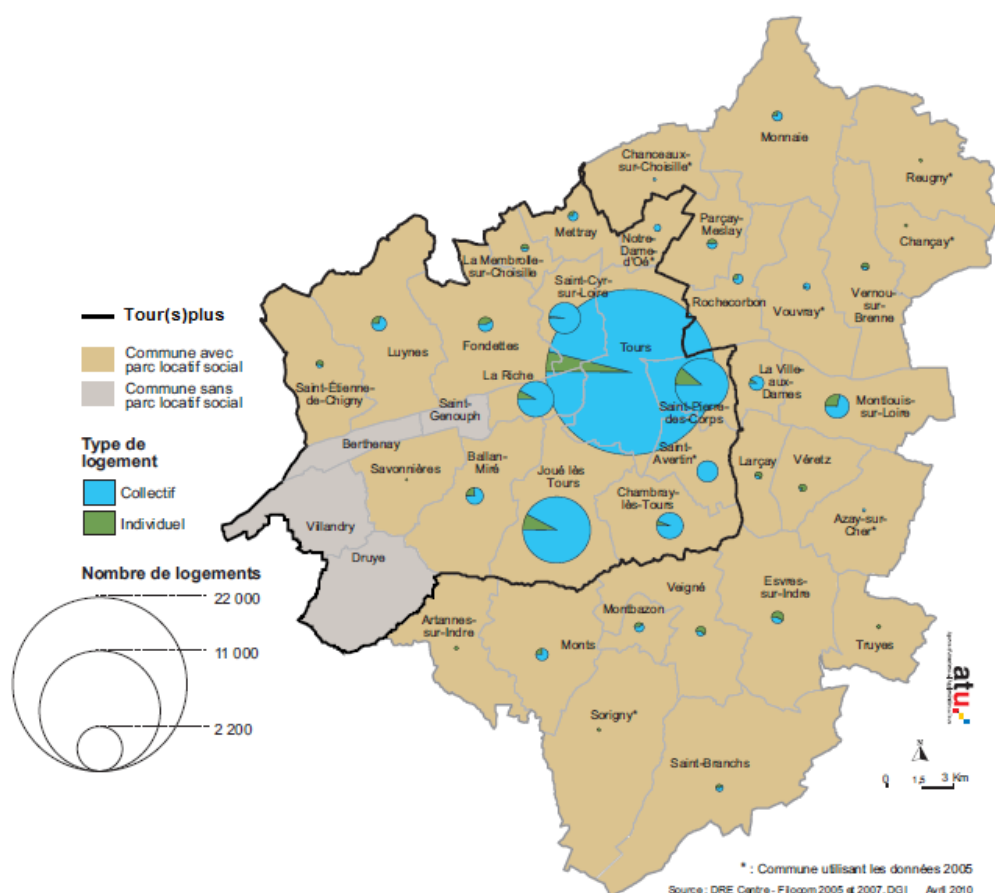 Monnaie
Chanceaux-
sur-Choisille*
Reugny*
Mettray
Parçay-
Meslay
Notre-
Dame-
d'Oé*
Chançay*
La Membrolle-
sur-Choisille
Saint-Cyr-
sur-Loire
Rochecorbon
Vouvray*
Vernou-
sur-
Brenne
Tour(s)plus
Commune avec
parc locatif social
Commune sans
parc locatif social
Luynes
Fondettes
Tours
La Riche
Saint-Étienne-
de-Chigny
Saint-
Genouph
La Ville-
aux-
Dames
Montlouis-
sur-Loire
Saint-Pierre-
des-Corps
Type de
logement
Collectif
Individuel
Berthenay
Savonnières
Ballan-
Miré
Joué lès
Tours
Saint-
Avertin*
Chambray-
lès-Tours
Larçay
Véretz
Azay-sur-
Cher*
Villandry
Druye
Nombre de logements
22 000
11 000
2 200
Artannes-
sur-Indre
Monts
Montbazon
Veigné
Esvres-
sur-Indre
Truyes
Sorigny*
Saint-Branchs
atu
N
0 1,5 3 Km
* : Commune utilisant les données 2005
Source : DRE Centre - Filocom 2005 et 2007, DGI Avril 2010